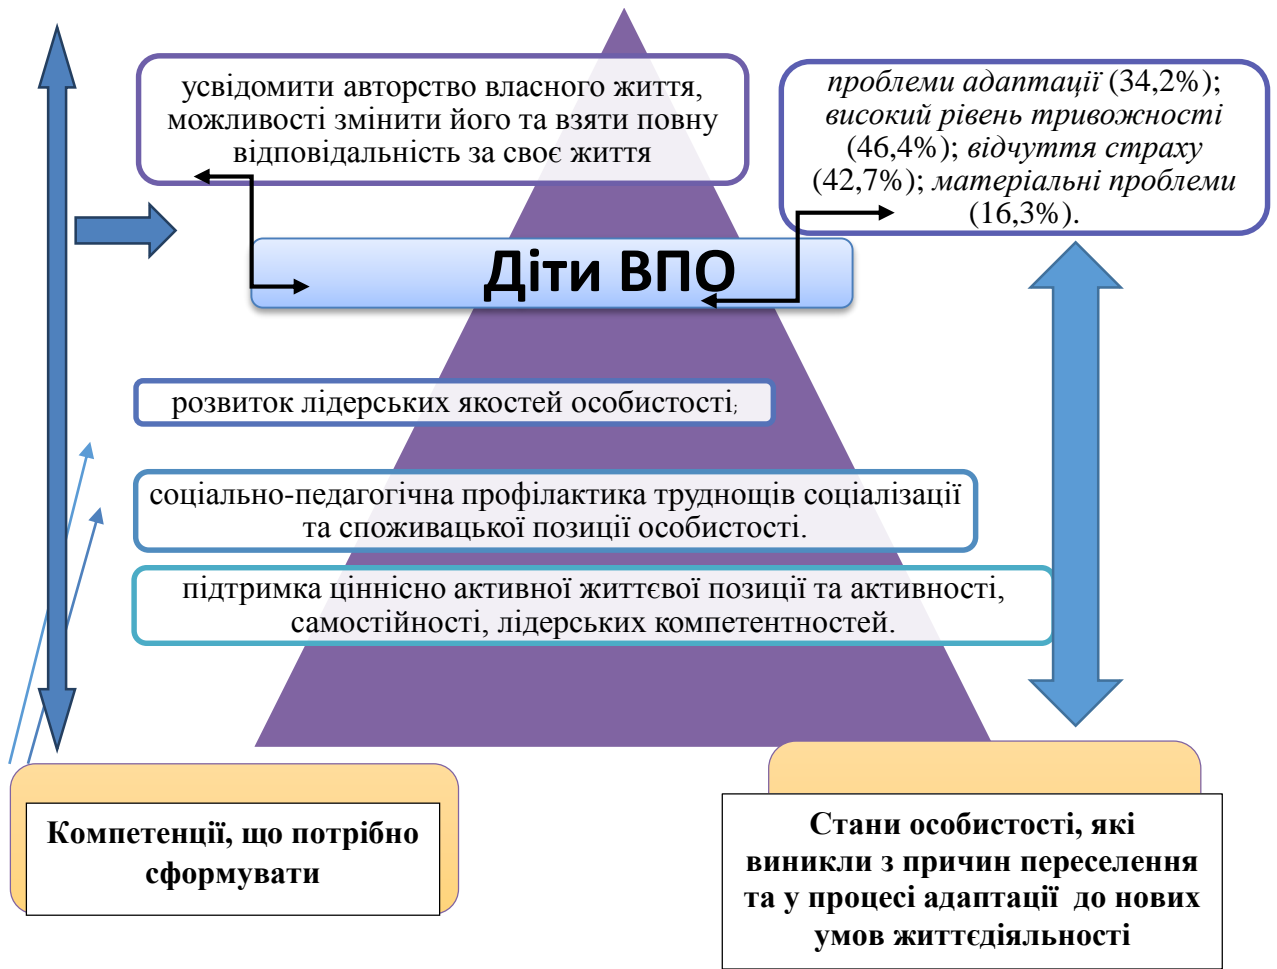 усвідомити авторство власного життя,
можливості змінити його та взяти повну
відповідальність за своє життя
проблеми адаптації (34,2%);
високий рівень тривожності
(46,4%); відчуття страху
(42,7%); матеріальні проблеми
(16,3%).
Діти ВПО
розвиток лідерських якостей особистості;
соціально-педагогічна профілактика труднощів соціалізації
та споживацької позиції особистості.
підтримка ціннісно активної життєвої позиції та активності,
самостійності, лідерських компетентностей.
Компетенції, що потрібно
сформувати
Стани особистості, які
виникли з причин переселення
та у процесі адаптації до нових
умов життєдіяльності